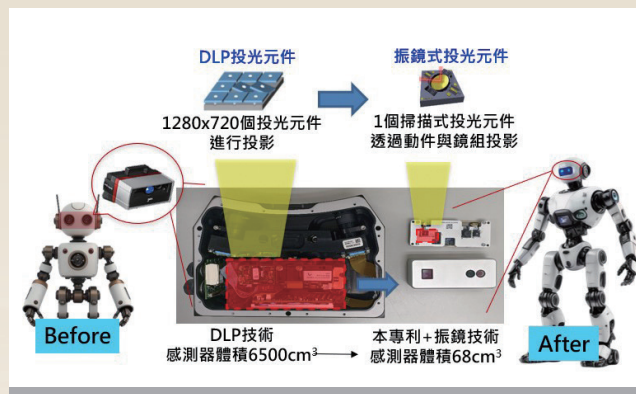 DLP投光元件
1280x720個投光元件
進行投影
振鏡式投光元件
1個掃描式投光元件
透過動件與鏡組投影
Before
DLP技術
感測器體積6500cm³
本專利+振鏡技術
感測器體積68cm³
After